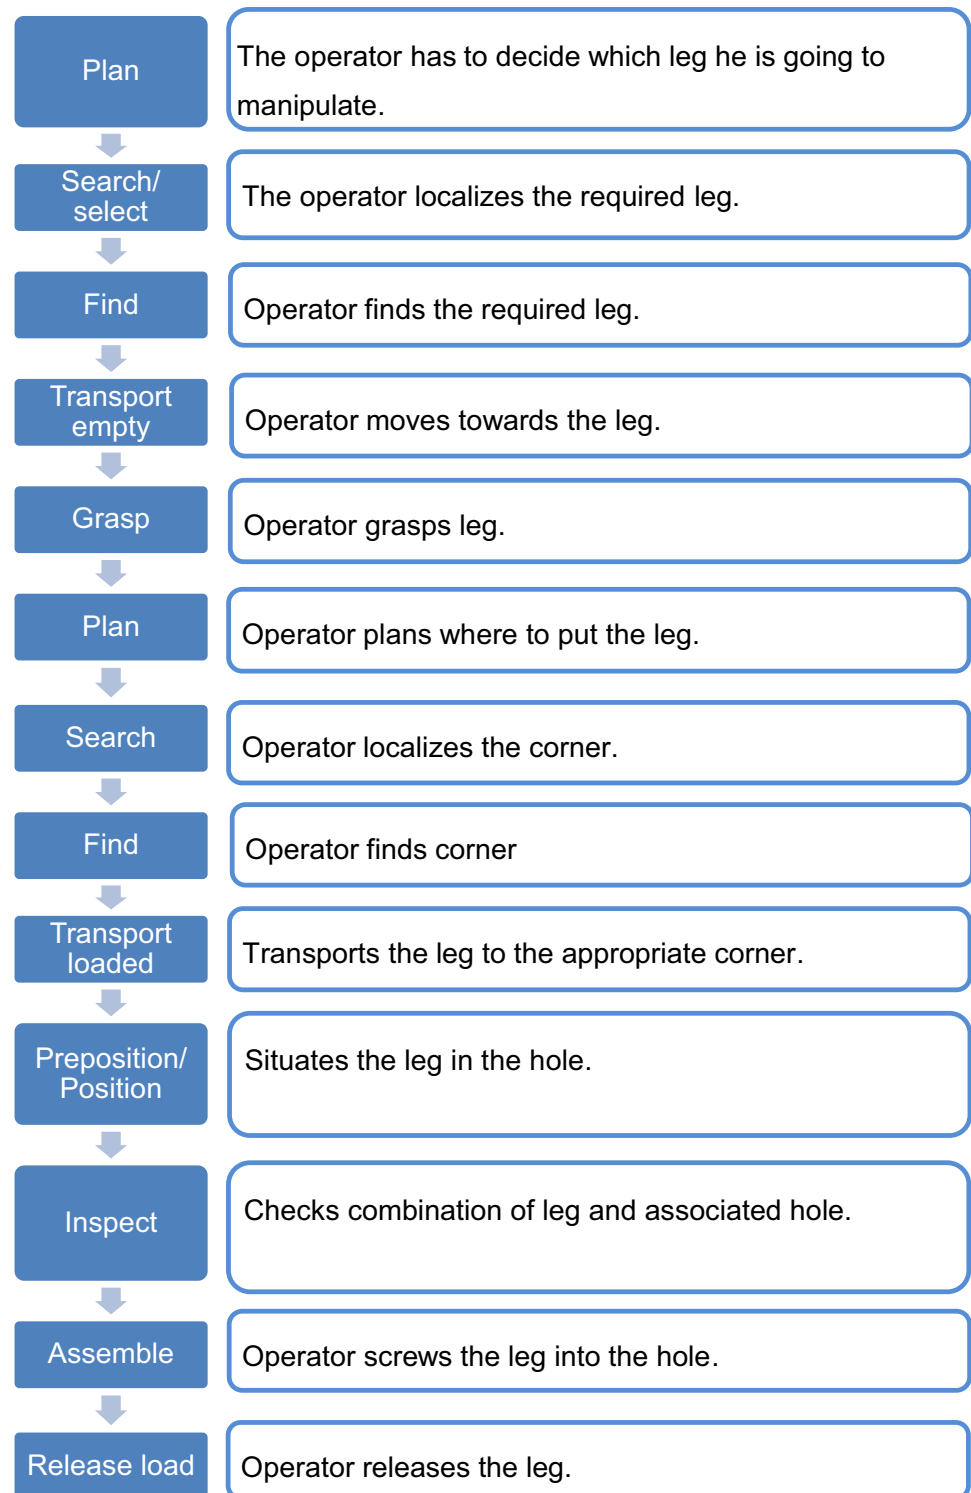 Plan
The operator has to decide which leg he is going to
manipulate.
Search/
select
The operator localizes the required leg.
Find
Operator finds the required leg.
Transport
empty
Operator moves towards the leg.
Grasp
Operator grasps leg.
Plan
Operator plans where to put the leg.
Search
Operator localizes the corner.
Find
Operator finds corner
Transport
loaded
Transports the leg to the appropriate corner.
Preposition/
Position
Situates the leg in the hole.
Inspect
Checks combination of leg and associated hole.
Assemble
Operator screws the leg into the hole.
Release load
Operator releases the leg.